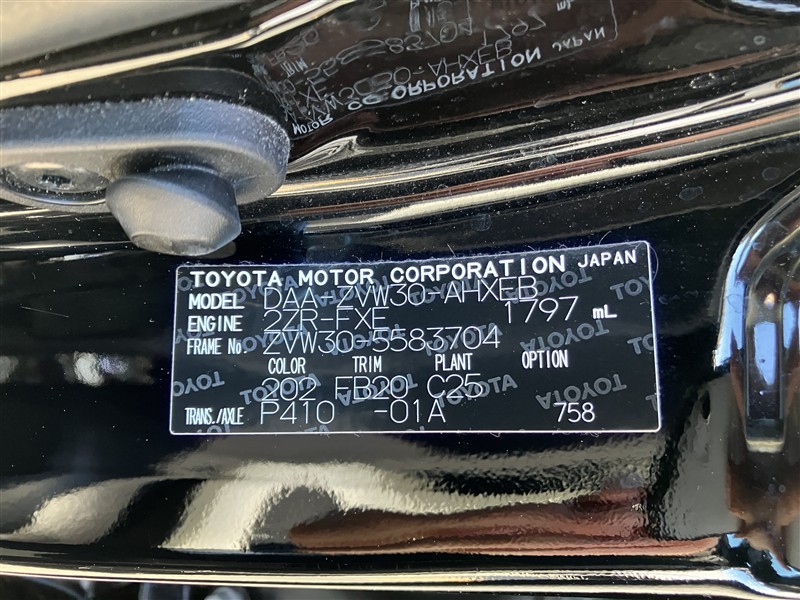 TOYOTA MOTOR CORPORATION JAPAN
MODEL DAA-ZVW30-AHXEB
ENGINE 2ZR-FXE 1797 mL
FRAME No. ZVW30-5583704
COLOR TRIM PLANT OPTION
202 FB20 C25
TRANS./AXLE P410 -01A 758